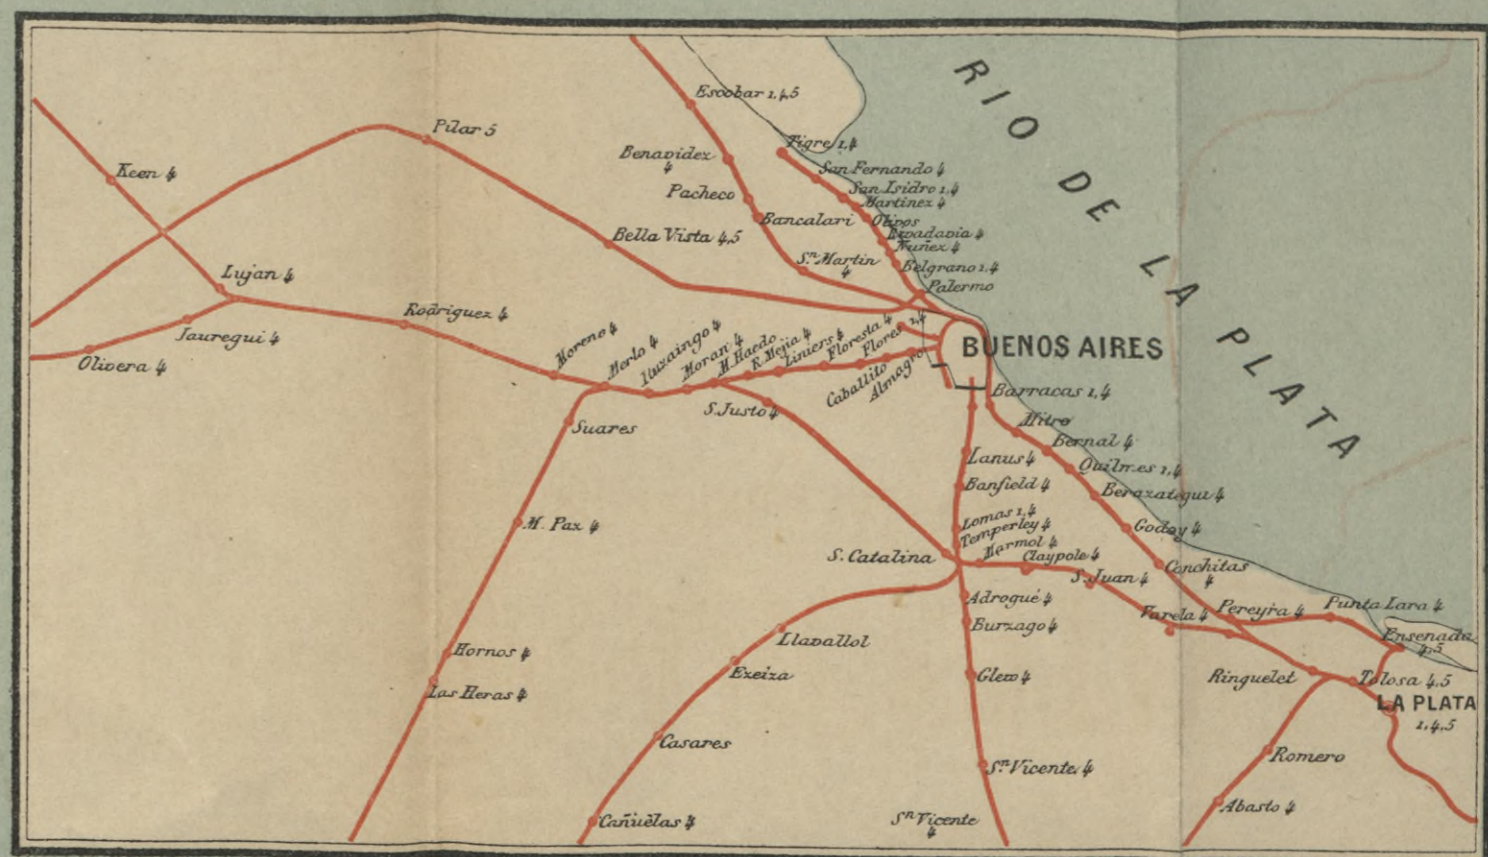 RIO DE LA PLATA
Escobar 1,4,5
Pilar 5
Tigre 1,4
Benavidez
4
San Fernando 4
Keen 4
San Isidro 1,4
Pacheco
Martinez 4
Bancalari
Olivos
Rivadavia 4
Bella Vista 4,5
Nuñez 4
Sn Martin
4
Belgrano 1,4
Lujan 4
Palermo
Rodriguez 4
Jauregui 4
Olivera 4
BUENOS AIRES
Moreno 4
Merlo 4
Ituzaingo 4
Moran 4
M. Haedo
R. Mejia 4
Liniers 4
Floresta 4
Flores 1,4
Caballito
Almagro
S. Justo 4
Suares
Barracas 1,4
Mitro
Bernal 4
Lanus 4
Quilmes 1,4
Banfield 4
Berazategui 4
M. Paz 4
Lomas 1,4
Temperley 4
Godoy 4
Marmol 4
S. Catalina
Claypole 4
Conchitas
4
S. Juan 4
Adrogué 4
Burzago 4
Varela 4
Pereyra 4
Punta Lara 4
Ensenada
4,5
Llavallol
Hornos 4
Exeiza
Glew 4
Ringuelet
Tolosa 4,5
Las Heras 4
LA PLATA
1,4,5
Casares
Romero
Sn Vicente 4
Abasto 4
Cañuelas 4
Sn Vicente
4